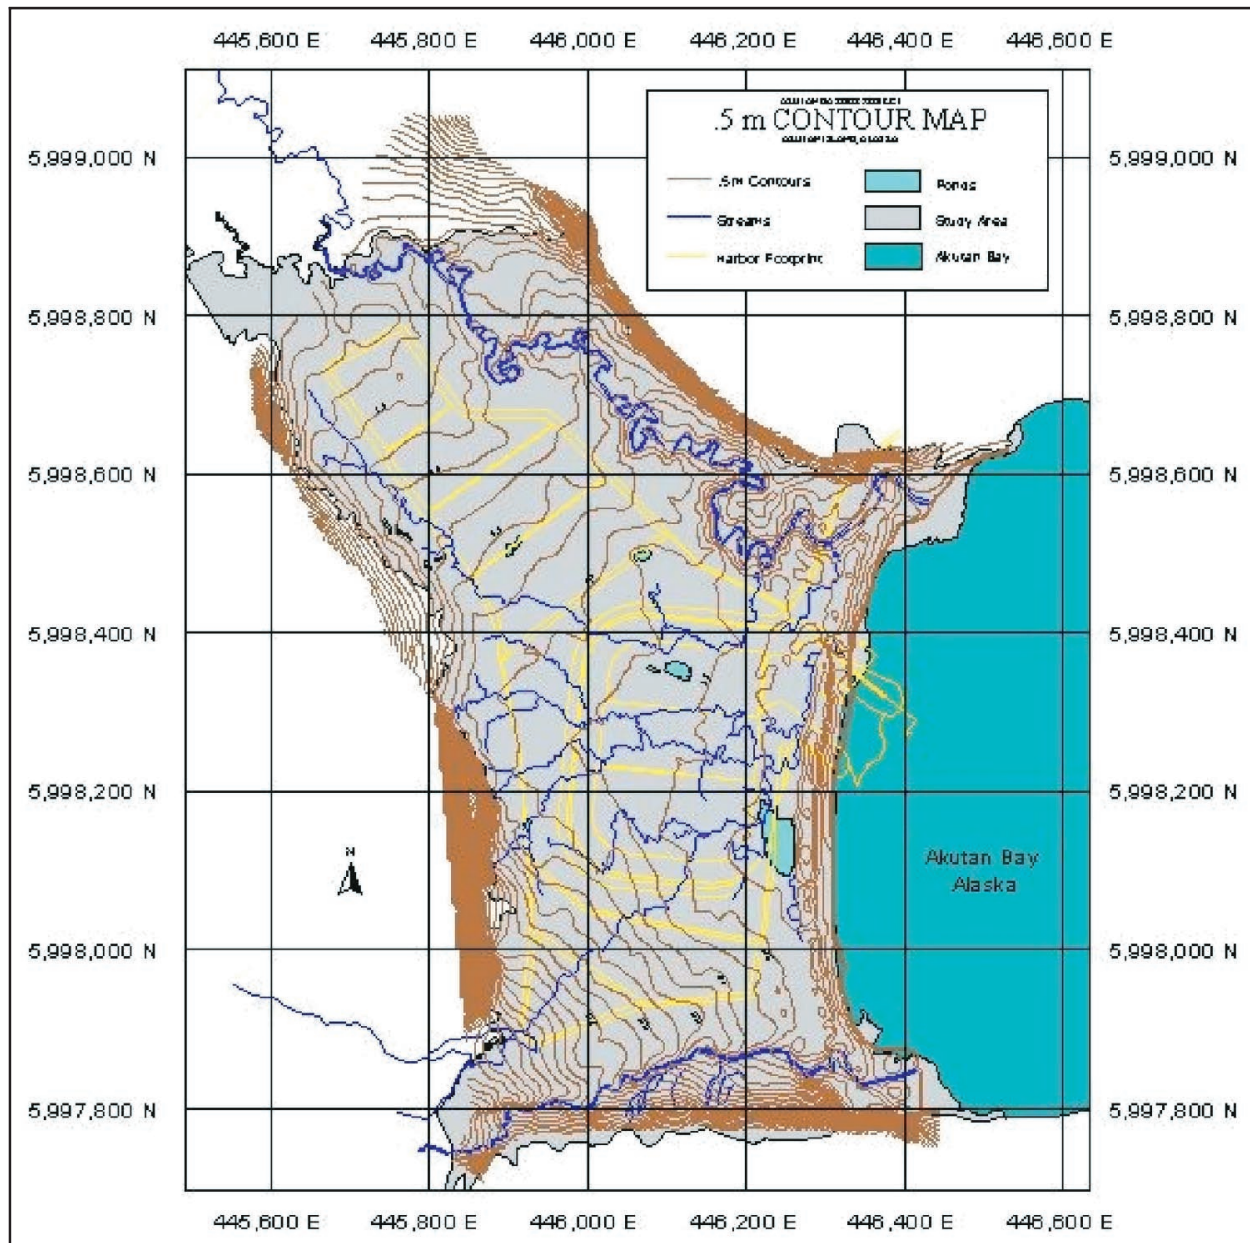 445,600 E 445,800 E 446,000 E 446,200 E 446,400 E 446,600 E
.5 m CONTOUR MAP
5,999,000 N 5,999,000 N
.5m Contours Ponds
Streams Study Area
Harbor Footprint Akutan Bay
5,998,800 N 5,998,800 N
5,998,600 N 5,998,600 N
5,998,400 N 5,998,400 N
5,998,200 N 5,998,200 N
N
Akutan Bay
Alaska
5,998,000 N 5,998,000 N
5,997,800 N 5,997,800 N
445,600 E 445,800 E 446,000 E 446,200 E 446,400 E 446,600 E